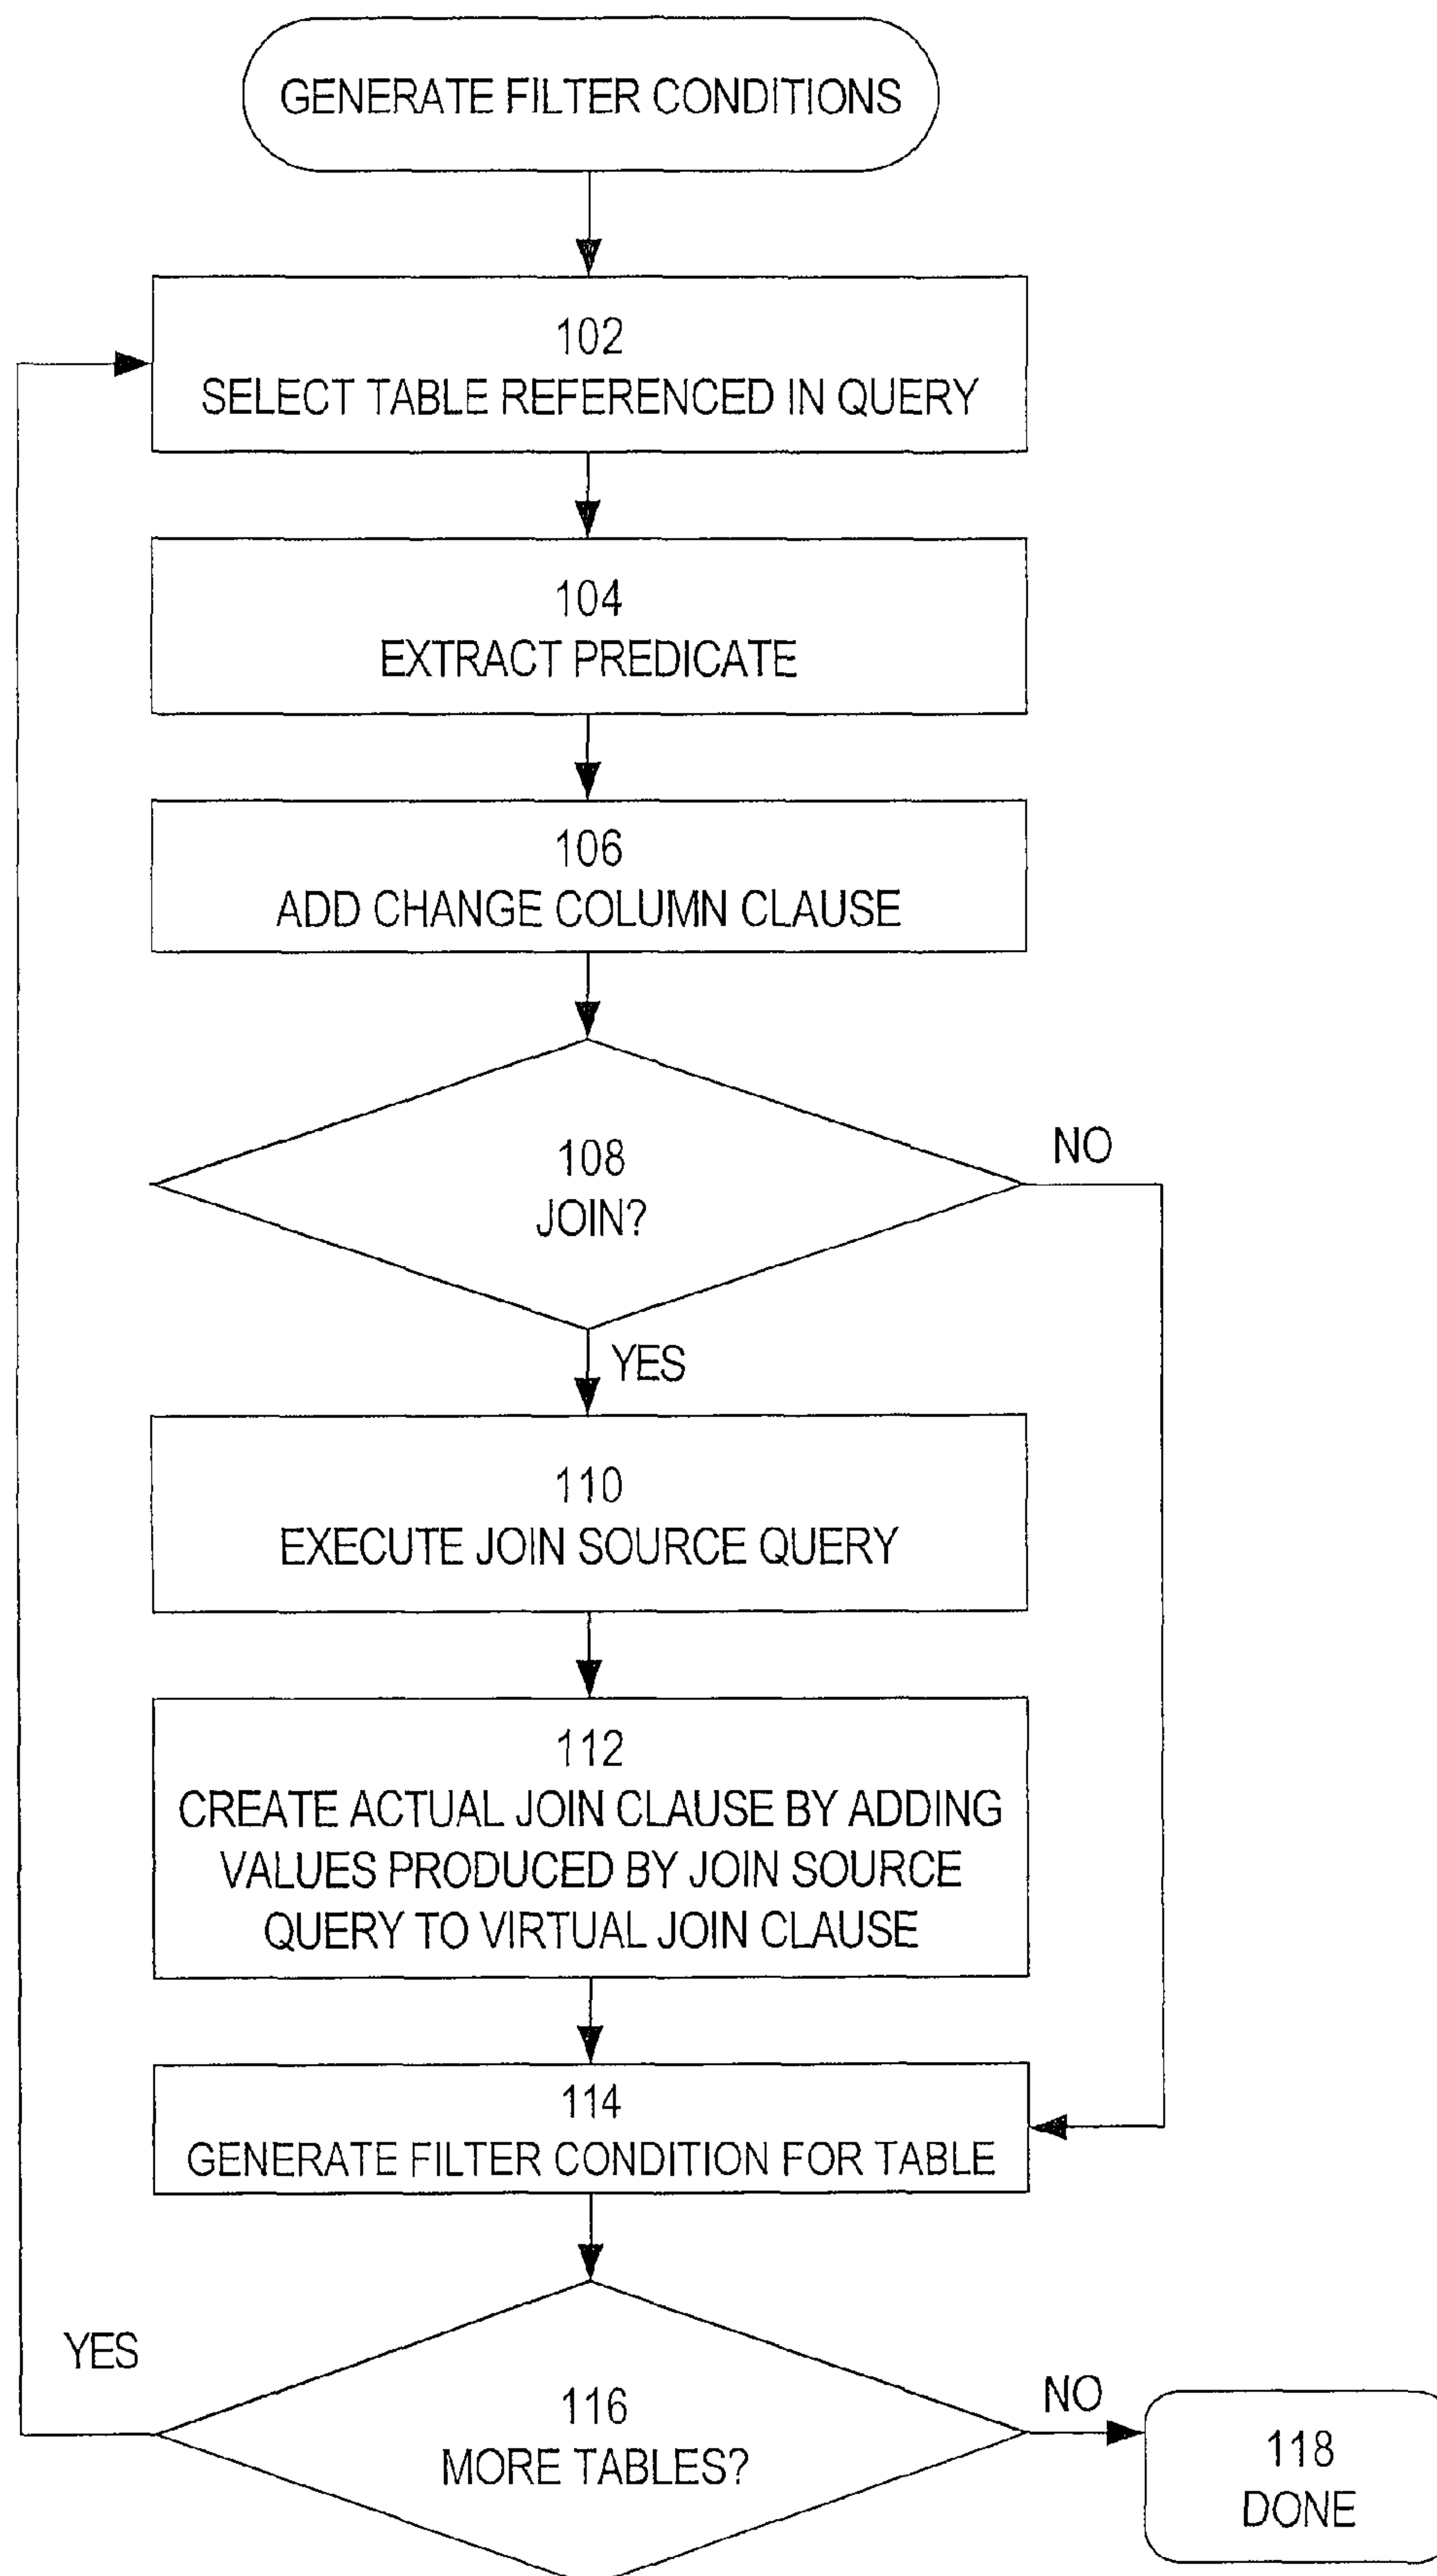 GENERATE FILTER CONDITIONS
102
SELECT TABLE REFERENCED IN QUERY
104
EXTRACT PREDICATE
106
ADD CHANGE COLUMN CLAUSE
108
JOIN?
NO
YES
110
EXECUTE JOIN SOURCE QUERY
112
CREATE ACTUAL JOIN CLAUSE BY ADDING
VALUES PRODUCED BY JOIN SOURCE
QUERY TO VIRTUAL JOIN CLAUSE
114
GENERATE FILTER CONDITION FOR TABLE
YES
116
MORE TABLES?
NO
118
DONE